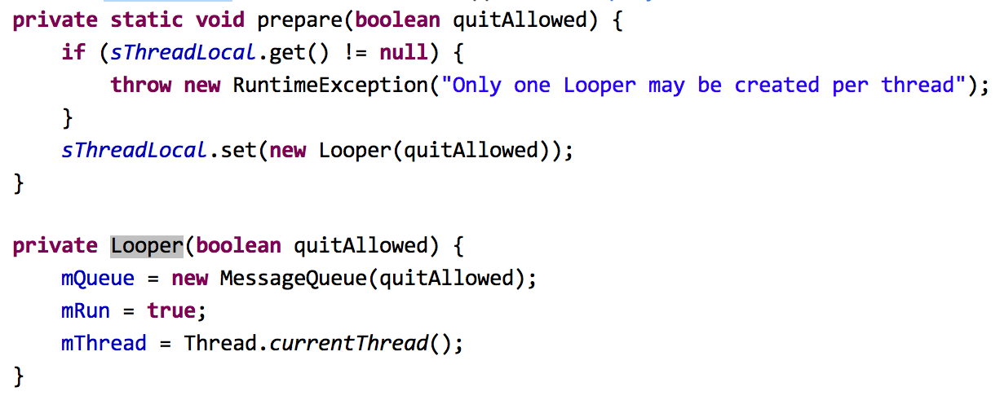 private static void prepare(boolean quitAllowed) {
    if (sThreadLocal.get() != null) {
        throw new RuntimeException("Only one Looper may be created per thread");
    }
    sThreadLocal.set(new Looper(quitAllowed));
}

private Looper(boolean quitAllowed) {
    mQueue = new MessageQueue(quitAllowed);
    mRun = true;
    mThread = Thread.currentThread();
}